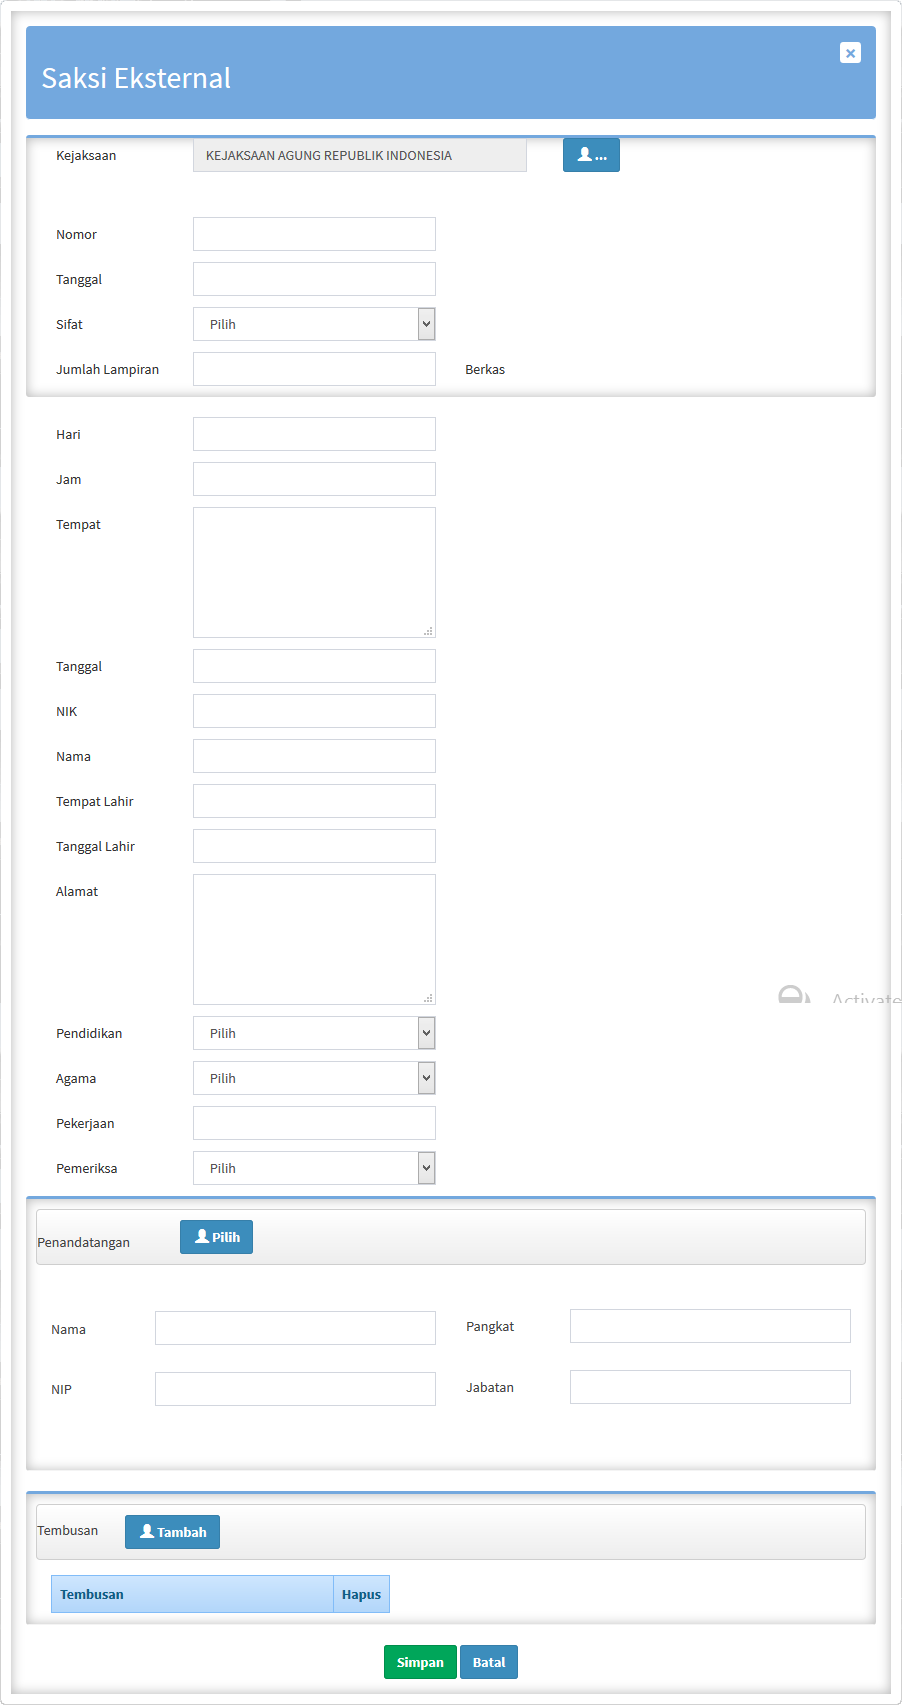 Saksi Eksternal
Kejaksaan KEJAKSAAN AGUNG REPUBLIK INDONESIA ...
Nomor
Tanggal
Sifat Pilih
Jumlah Lampiran Berkas
Hari
Jam
Tempat
Tanggal
NIK
Nama
Tempat Lahir
Tanggal Lahir
Alamat
Activate
Pendidikan Pilih
Agama Pilih
Pekerjaan
Pemeriksa Pilih
Penandatangan Pilih
Nama Pangkat
NIP Jabatan
Tembusan Tambah
Tembusan Hapus
Simpan Batal